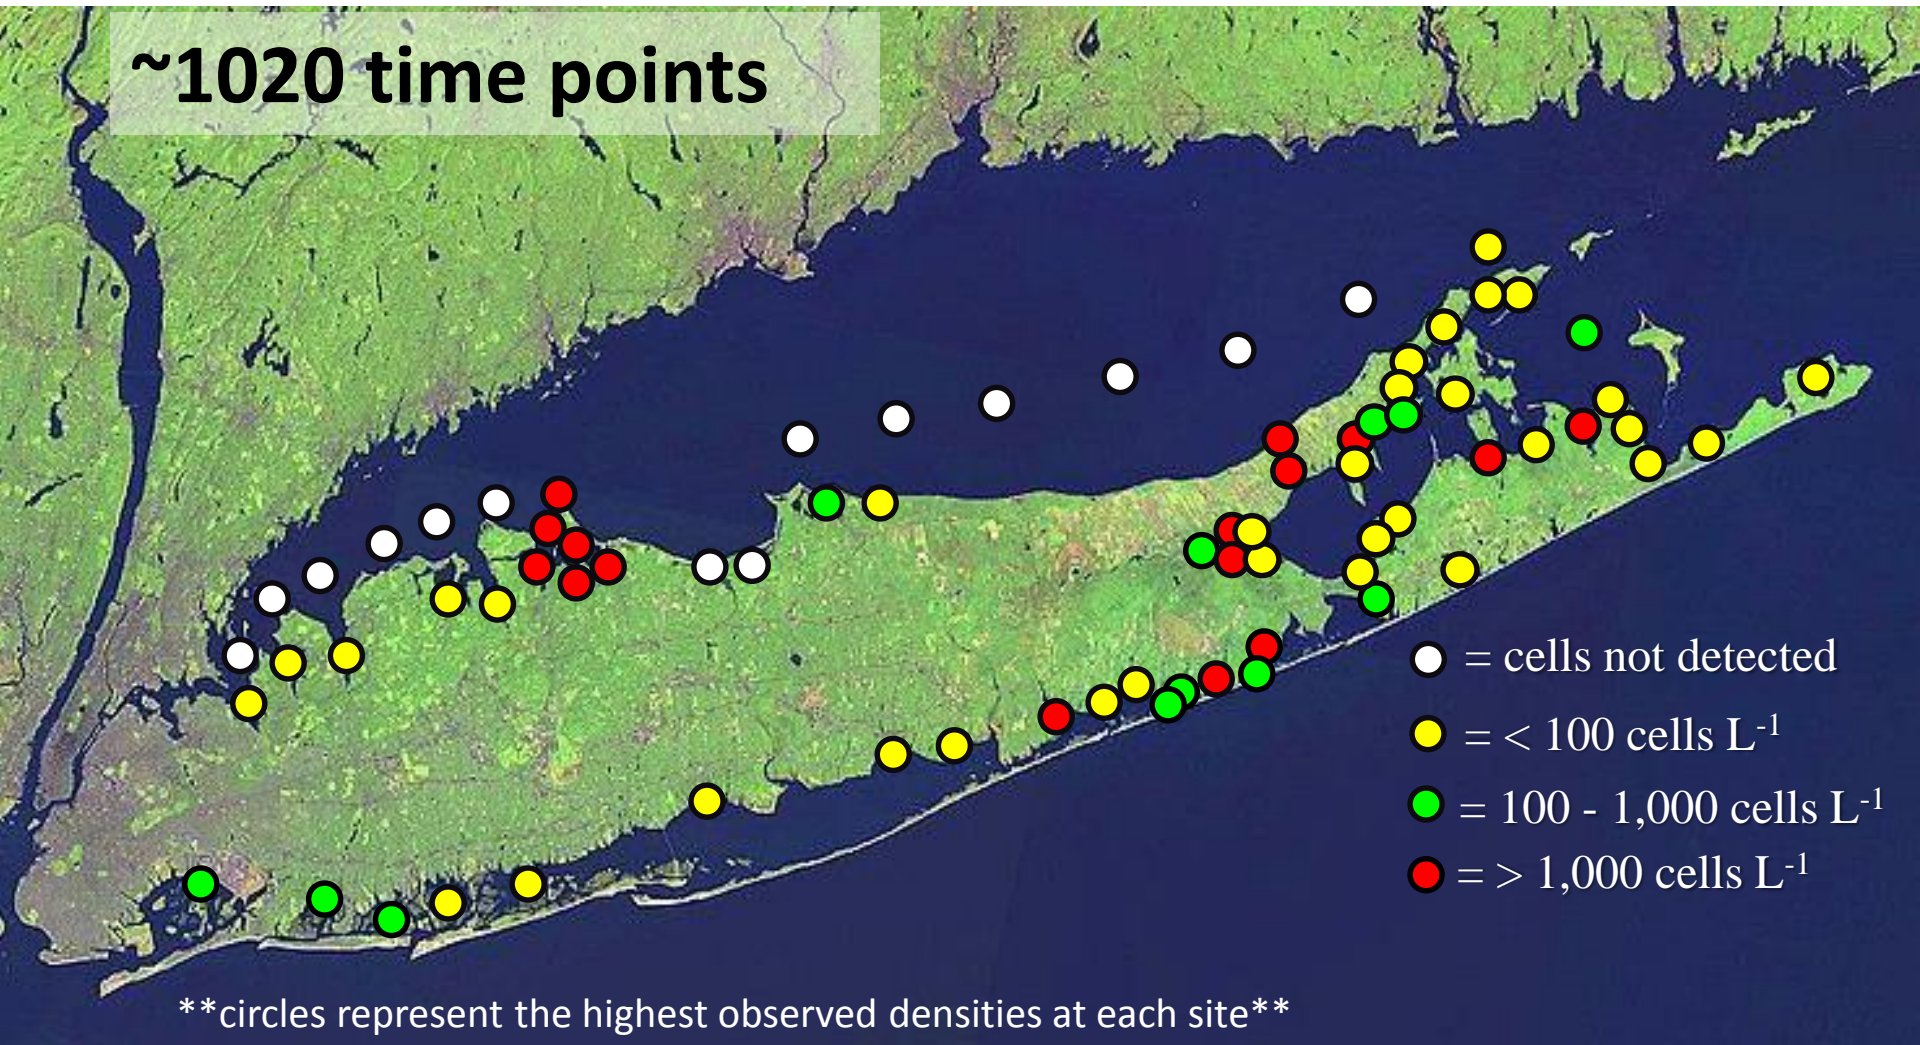 ~1020 time points
= cells not detected
= < 100 cells L⁻¹
= 100 - 1,000 cells L⁻¹
= > 1,000 cells L⁻¹
**circles represent the highest observed densities at each site**